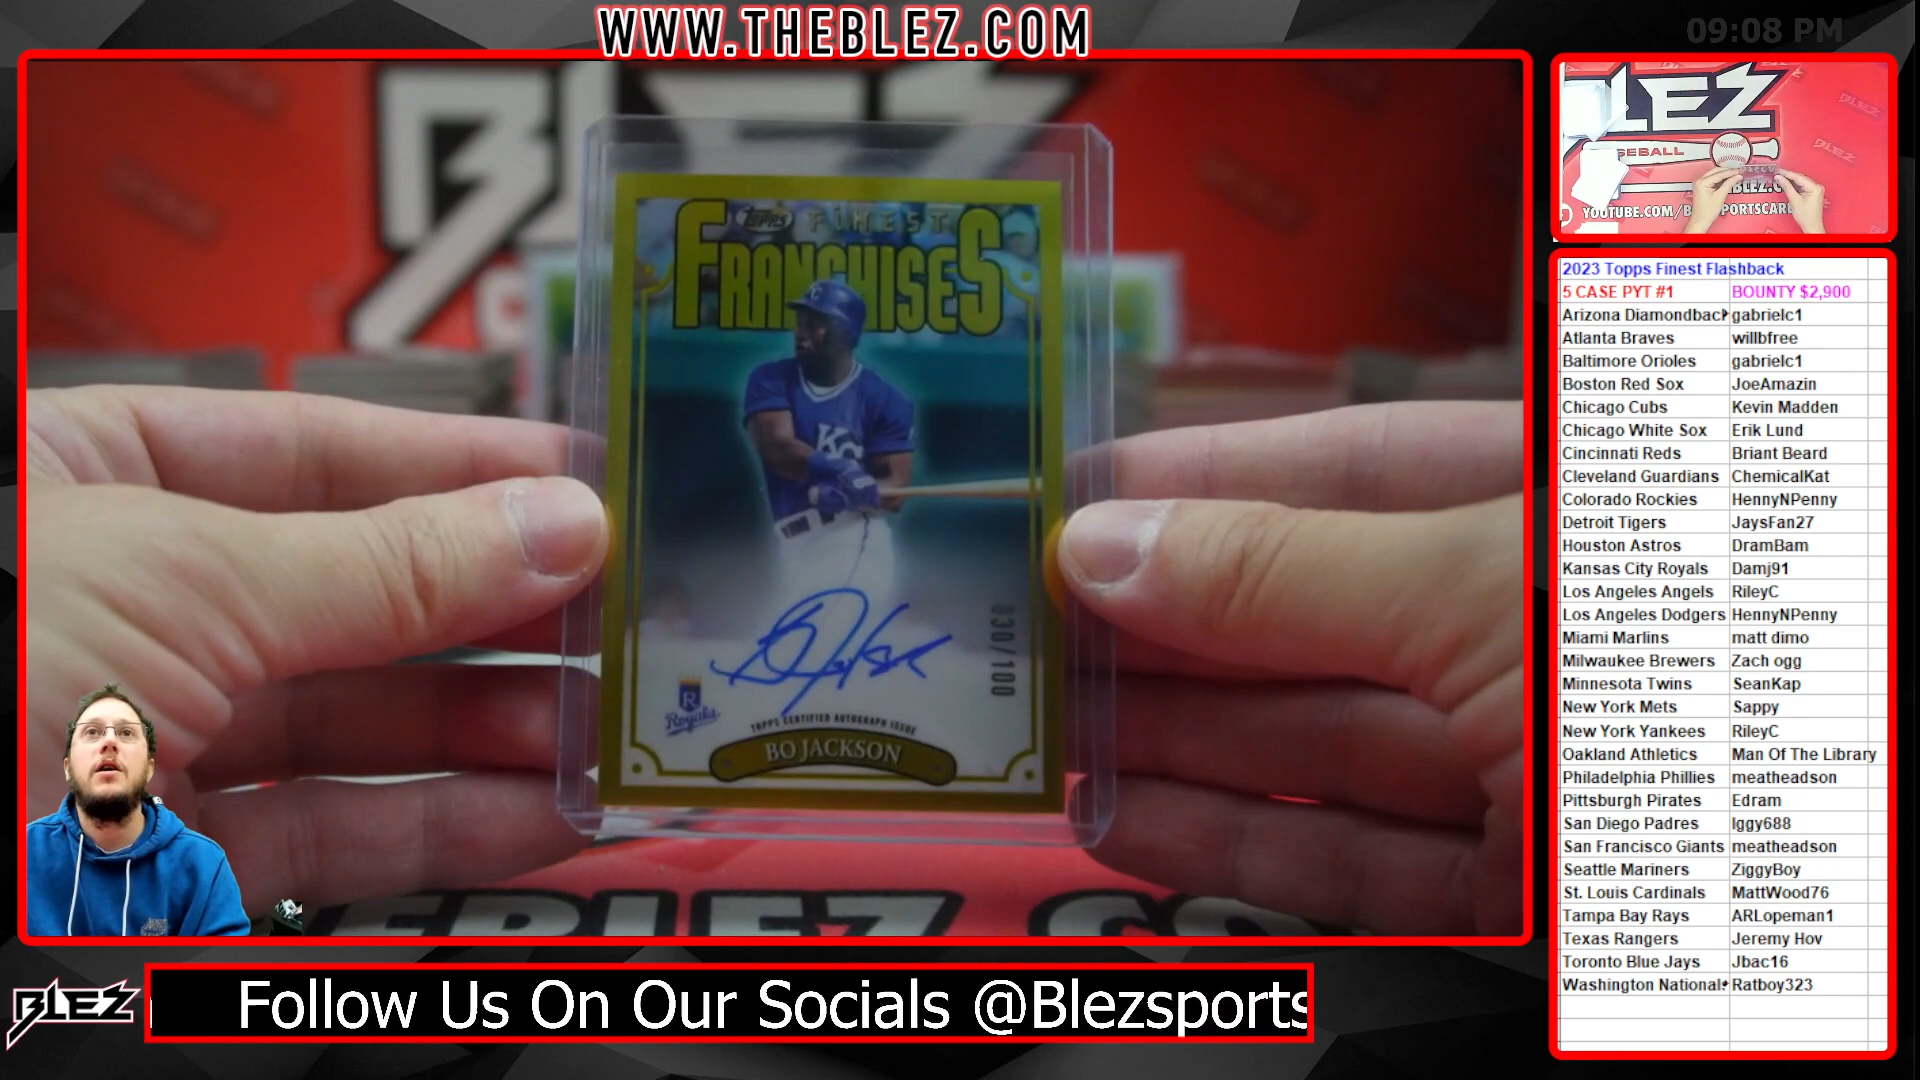 WWW.THEBLEZ.COM
09:08 PM
BLEZ
TOPPS FINEST
FRANCHISES
KC
030/100
R
Royals
TOPPS CERTIFIED AUTOGRAPH ISSUE
BO JACKSON
BLEZ
YOUTUBE.COM/
2023 Topps Finest Flashback
5 CASE PYT #1 BOUNTY $2,900
Arizona Diamondback gabrielc1
Atlanta Braves willbfree
Baltimore Orioles gabrielc1
Boston Red Sox JoeAmazin
Chicago Cubs Kevin Madden
Chicago White Sox Erik Lund
Cincinnati Reds Briant Beard
Cleveland Guardians ChemicalKat
Colorado Rockies HennyNPenny
Detroit Tigers JaysFan27
Houston Astros DramBam
Kansas City Royals Damj91
Los Angeles Angels RileyC
Los Angeles Dodgers HennyNPenny
Miami Marlins matt dimo
Milwaukee Brewers Zach ogg
Minnesota Twins SeanKap
New York Mets Sappy
New York Yankees RileyC
Oakland Athletics Man Of The Library
Philadelphia Phillies meatheadson
Pittsburgh Pirates Edram
San Diego Padres Iggy688
San Francisco Giants meatheadson
Seattle Mariners ZiggyBoy
St. Louis Cardinals MattWood76
Tampa Bay Rays ARLopeman1
Texas Rangers Jeremy Hov
Toronto Blue Jays Jbac16
Washington Nationals Ratboy323
BLEZ
Follow Us On Our Socials @Blezsports